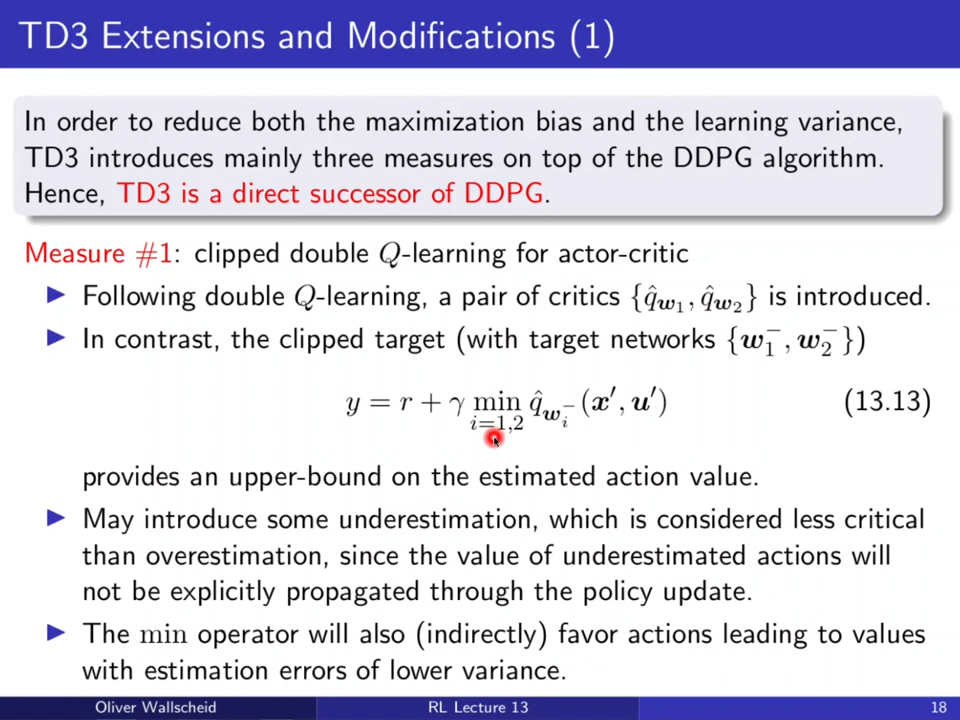 TD3 Extensions and Modifications (1)
In order to reduce both the maximization bias and the learning variance,
TD3 introduces mainly three measures on top of the DDPG algorithm.
Hence, TD3 is a direct successor of DDPG.
Measure #1: clipped double Q-learning for actor-critic
▶ Following double Q-learning, a pair of critics {q̂_w₁, q̂_w₂} is introduced.
▶ In contrast, the clipped target (with target networks {w₁⁻, w₂⁻})
y = r + γ min_{i=1,2} q̂_{w_i⁻} (x′, u′) (13.13)
provides an upper-bound on the estimated action value.
▶ May introduce some underestimation, which is considered less critical
than overestimation, since the value of underestimated actions will
not be explicitly propagated through the policy update.
▶ The min operator will also (indirectly) favor actions leading to values
with estimation errors of lower variance.
Oliver Wallscheid RL Lecture 13 18